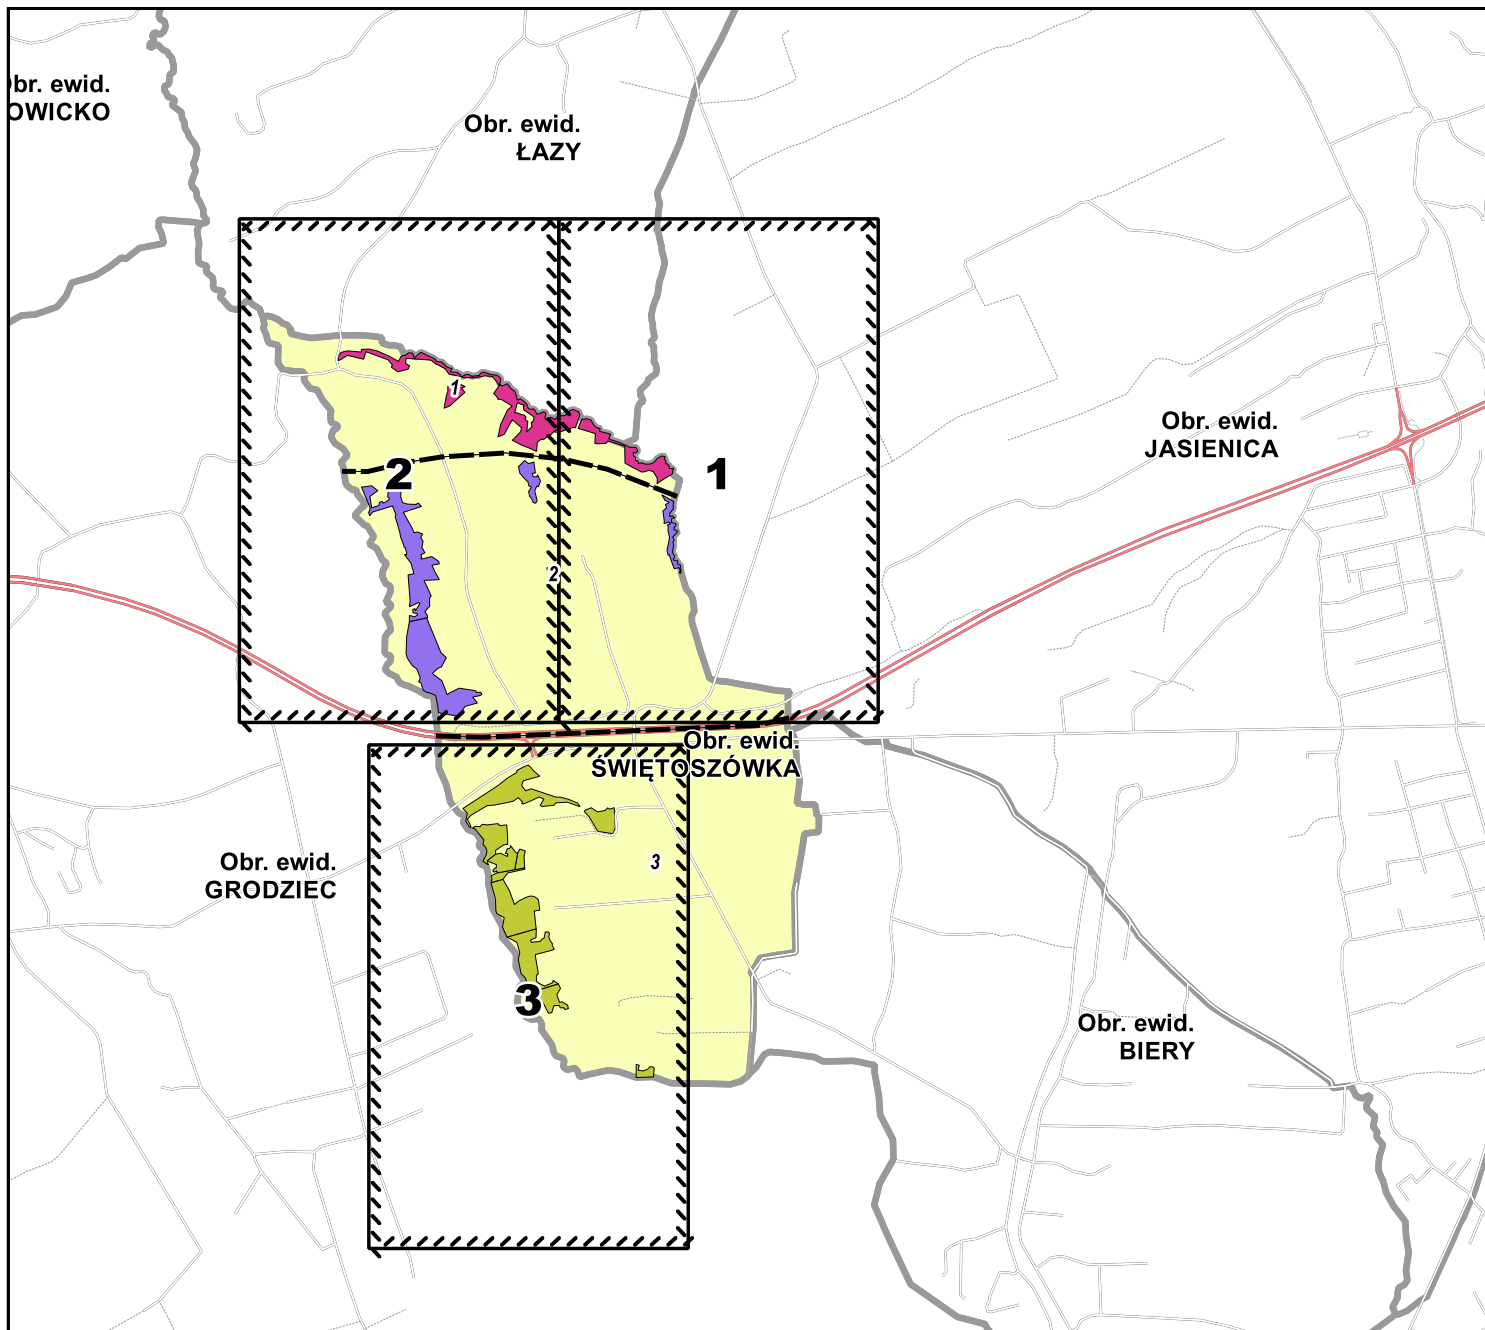 br. ewid.
OWICKO
Obr. ewid.
ŁAZY
1
Obr. ewid.
JASIENICA
2
1
2
Obr. ewid.
ŚWIĘTOSZÓWKA
Obr. ewid.
GRODZIEC
3
3
Obr. ewid.
BIERY